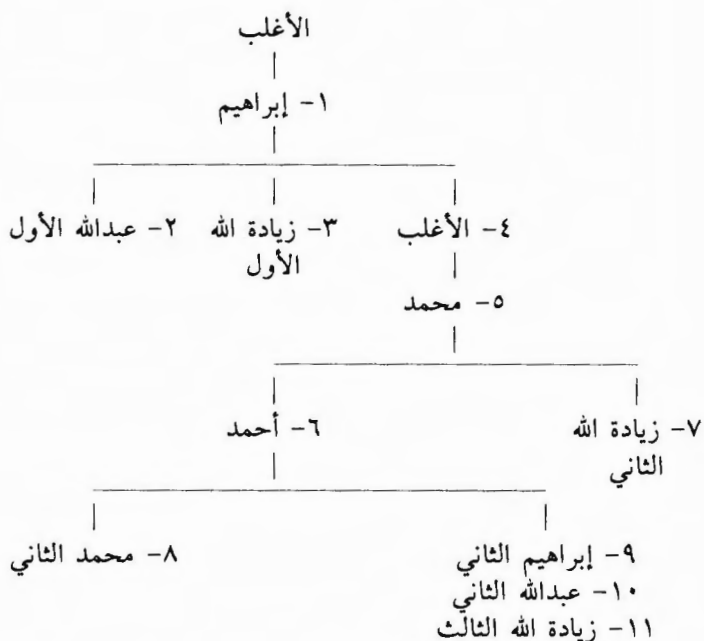 الأغلب
١- إبراهيم
٤- الأغلب ٣- زيادة الله ٢- عبدالله الأول
الأول
٥- محمد
٧- زيادة الله ٦- أحمد
الثاني
٩- إبراهيم الثاني ٨- محمد الثاني
١٠- عبدالله الثاني
١١- زيادة الله الثالث